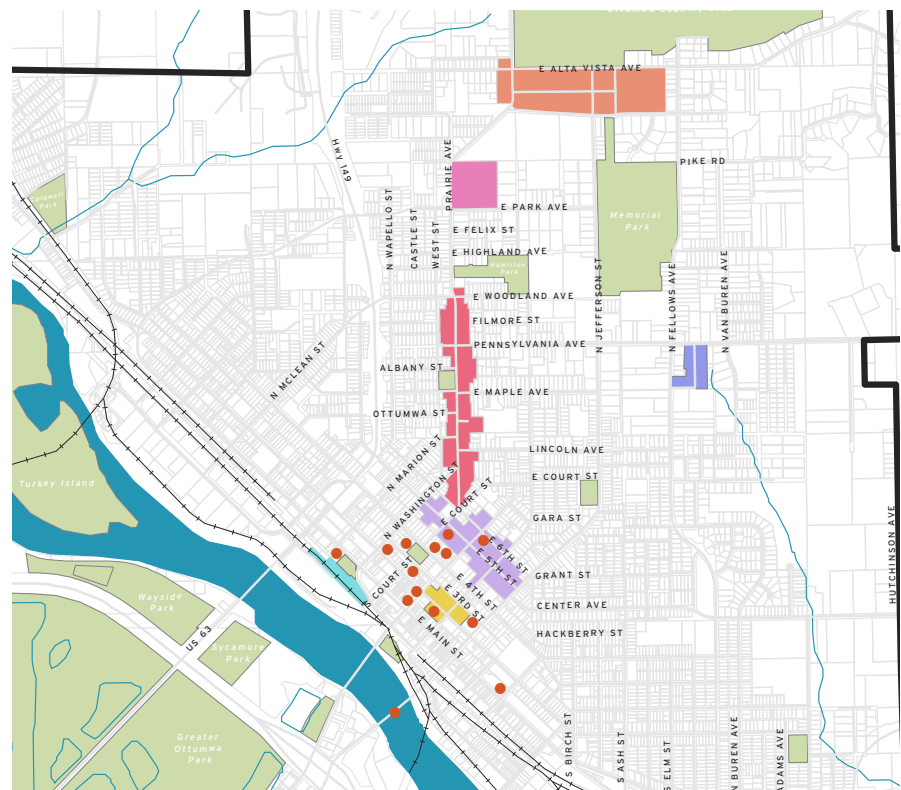 E ALTA VISTA AVE
Hwy 149
PRAIRIE AVE
PIKE RD
Caldwell
Park
N WAPELLO ST
CASTLE ST
WEST ST
E PARK AVE
Memorial
Park
E FELIX ST
E HIGHLAND AVE
Hamilton
Park
N JEFFERSON ST
N FELLOWS AVE
N VAN BUREN AVE
E WOODLAND AVE
FILMORE ST
PENNSYLVANIA AVE
N MCLEAN ST
ALBANY ST
E MAPLE AVE
OTTUMWA ST
N MARION ST
LINCOLN AVE
E COURT ST
Turkey Island
N WASHINGTON ST
E COURT ST
GARA ST
HUTCHINSON AVE
E 6TH ST
E 5TH ST
E 4TH ST
E 3RD ST
S COURT ST
GRANT ST
Wayside
Park
CENTER AVE
E MAIN ST
HACKBERRY ST
US 63
Sycamore
Park
Greater
Ottumwa
Park
S BIRCH ST
S ASH ST
S ELM ST
BUREN AVE
ADAMS AVE